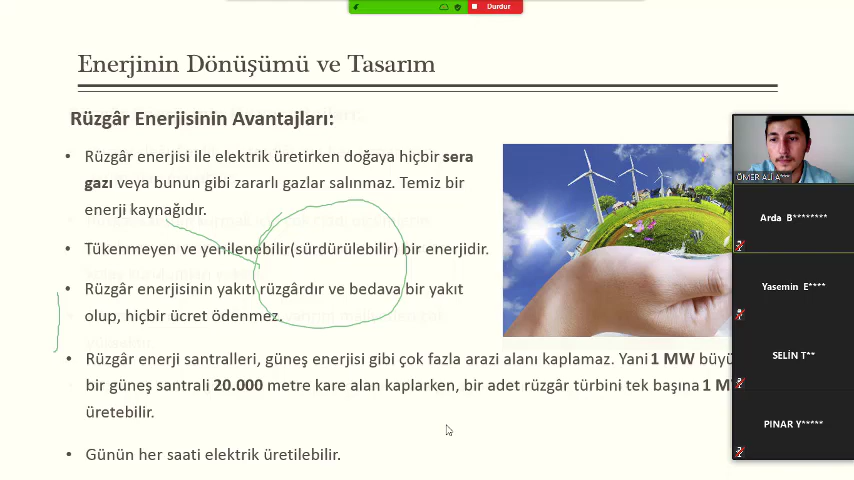 Durdur
Enerjinin Dönüşümü ve Tasarım
Rüzgâr Enerjisinin Avantajları:
• Rüzgâr enerjisi ile elektrik üretirken doğaya hiçbir sera
gazı veya bunun gibi zararlı gazlar salınmaz. Temiz bir
enerji kaynağıdır.
• Tükenmeyen ve yenilenebilir(sürdürülebilir) bir enerjidir.
• Rüzgâr enerjisinin yakıtı rüzgârdır ve bedava bir yakıt
olup, hiçbir ücret ödenmez.
• Rüzgâr enerji santralleri, güneş enerjisi gibi çok fazla arazi alanı kaplamaz. Yani 1 MW büyü
bir güneş santrali 20.000 metre kare alan kaplarken, bir adet rüzgâr türbini tek başına 1 M
üretebilir.
• Günün her saati elektrik üretilebilir.
ÖMER ALİ A***
Arda B********
Yasemin E****
SELİN T**
PINAR Y*****